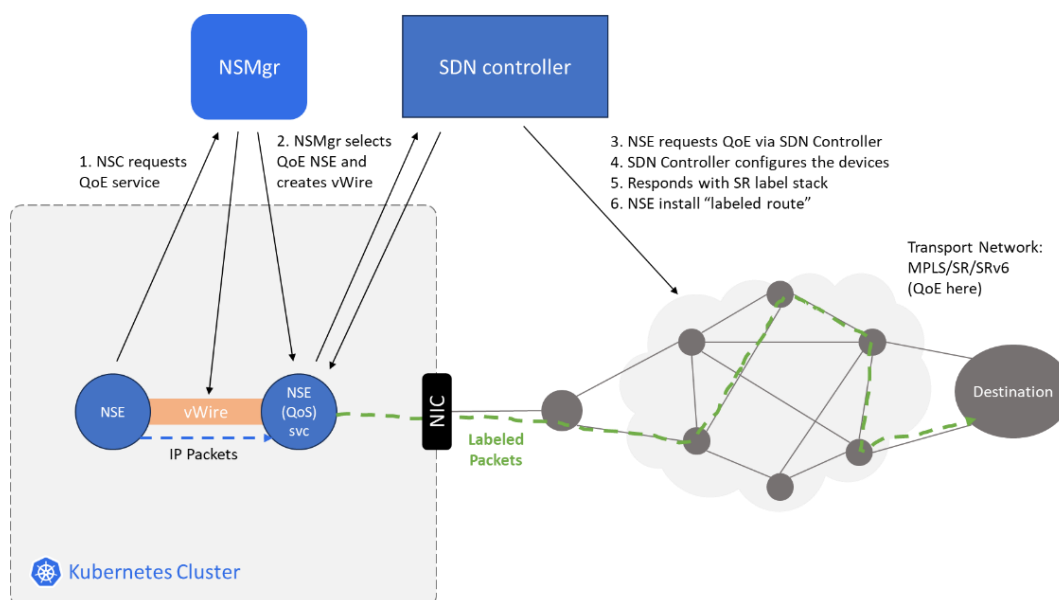 NSMgr
SDN controller
1. NSC requests
QoE service
2. NSMgr selects
QoE NSE and
creates vWire
3. NSE requests QoE via SDN Controller
4. SDN Controller configures the devices
5. Responds with SR label stack
6. NSE install “labeled route”
Transport Network:
MPLS/SR/SRv6
(QoE here)
NSE
vWire
NSE
(QoS)
svc
IP Packets
NIC
Labeled
Packets
Destination
Kubernetes Cluster